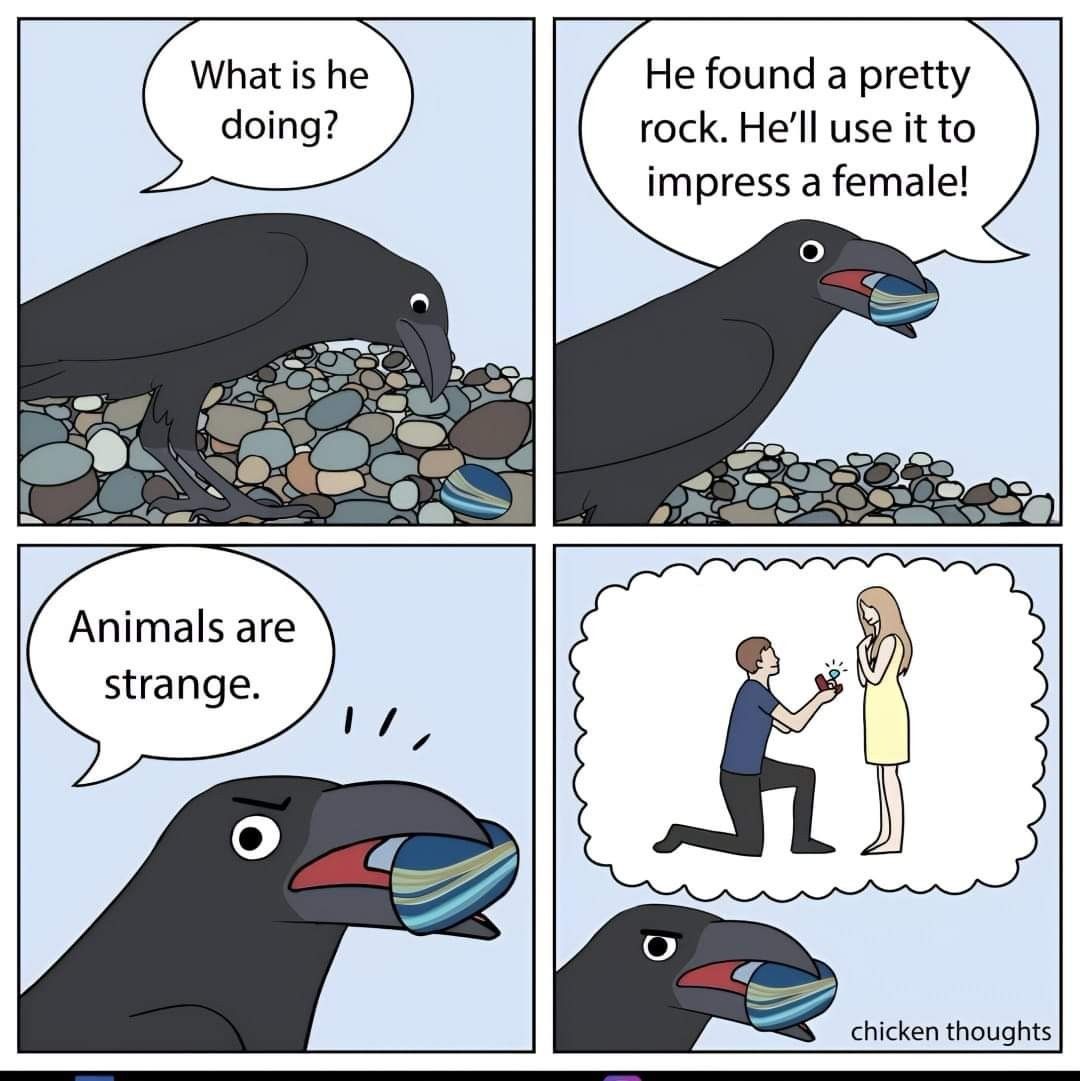 What is he
doing?
He found a pretty
rock. He'll use it to
impress a female!
Animals are
strange.
chicken thoughts